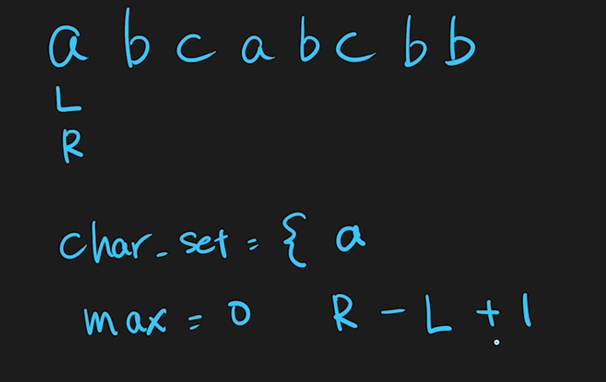 a b c a b c b b
L
R
char_set = { a
max = 0 R - L + 1